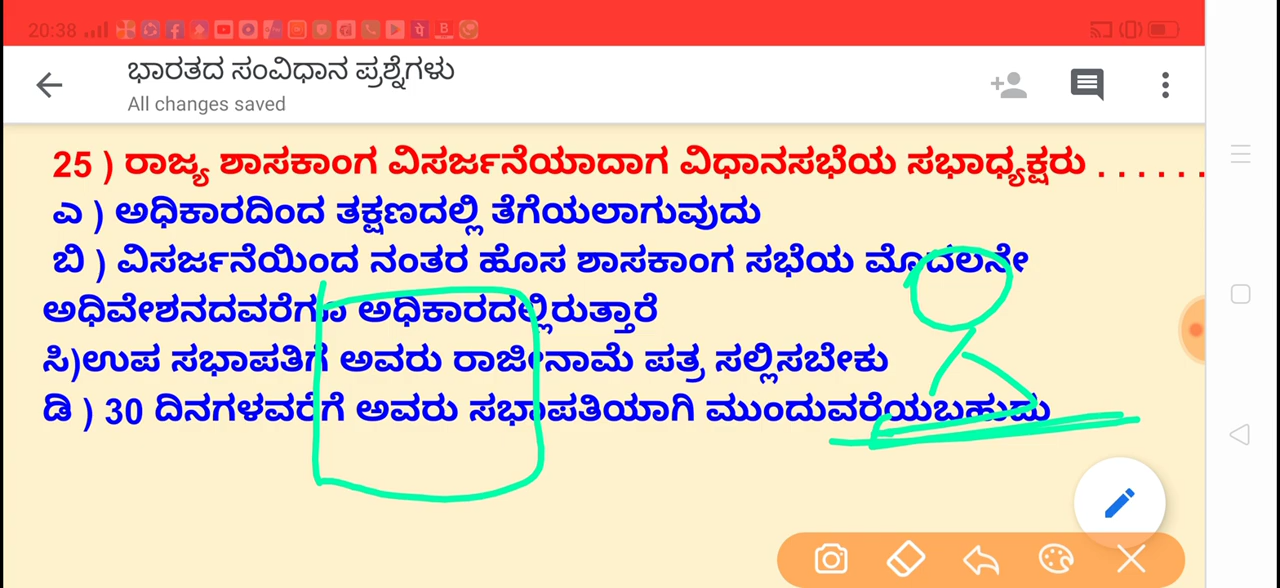 20:38
ಭಾರತದ ಸಂವಿಧಾನ ಪ್ರಶ್ನೆಗಳು
All changes saved
25 ) ರಾಜ್ಯ ಶಾಸಕಾಂಗ ವಿಸರ್ಜನೆಯಾದಾಗ ವಿಧಾನಸಭೆಯ ಸಭಾಧ್ಯಕ್ಷರು . . . . . .
ಎ ) ಅಧಿಕಾರದಿಂದ ತಕ್ಷಣದಲ್ಲಿ ತೆಗೆಯಲಾಗುವುದು
ಬಿ ) ವಿಸರ್ಜನೆಯಿಂದ ನಂತರ ಹೊಸ ಶಾಸಕಾಂಗ ಸಭೆಯ ಮೊದಲನೇ
ಅಧಿವೇಶನದವರೆಗೂ ಅಧಿಕಾರದಲ್ಲಿರುತ್ತಾರೆ
ಸಿ)ಉಪ ಸಭಾಪತಿಗೆ ಅವರು ರಾಜೀನಾಮೆ ಪತ್ರ ಸಲ್ಲಿಸಬೇಕು
ಡಿ ) 30 ದಿನಗಳವರೆಗೆ ಅವರು ಸಭಾಪತಿಯಾಗಿ ಮುಂದುವರೆಯಬಹುದು